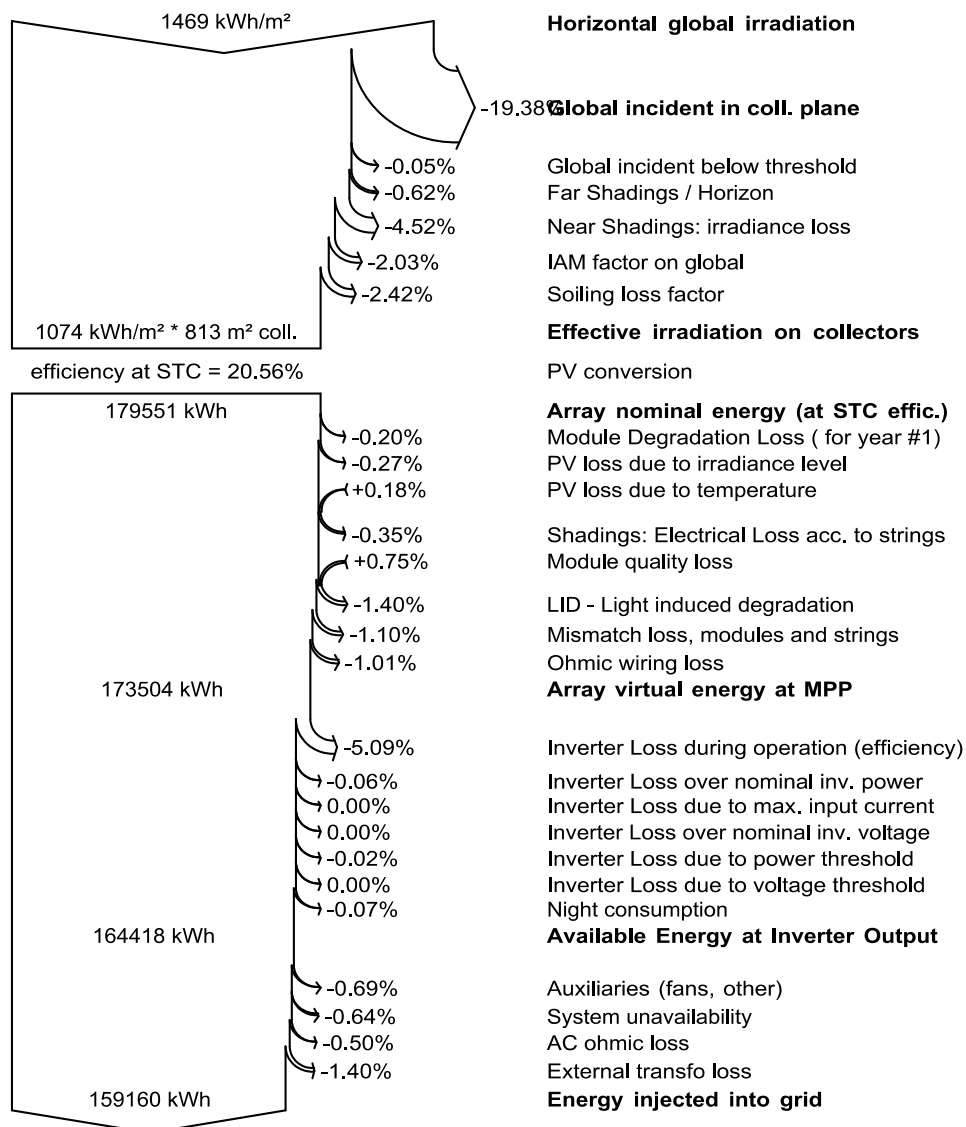 1469 kWh/m² Horizontal global irradiation
-19.38% Global incident in coll. plane
-0.05% Global incident below threshold
-0.62% Far Shadings / Horizon
-4.52% Near Shadings: irradiance loss
-2.03% IAM factor on global
-2.42% Soiling loss factor
1074 kWh/m² * 813 m² coll. Effective irradiation on collectors
efficiency at STC = 20.56% PV conversion
179551 kWh Array nominal energy (at STC effic.)
-0.20% Module Degradation Loss ( for year #1)
-0.27% PV loss due to irradiance level
+0.18% PV loss due to temperature
-0.35% Shadings: Electrical Loss acc. to strings
+0.75% Module quality loss
-1.40% LID - Light induced degradation
-1.10% Mismatch loss, modules and strings
-1.01% Ohmic wiring loss
173504 kWh Array virtual energy at MPP
-5.09% Inverter Loss during operation (efficiency)
-0.06% Inverter Loss over nominal inv. power
0.00% Inverter Loss due to max. input current
0.00% Inverter Loss over nominal inv. voltage
-0.02% Inverter Loss due to power threshold
0.00% Inverter Loss due to voltage threshold
-0.07% Night consumption
164418 kWh Available Energy at Inverter Output
-0.69% Auxiliaries (fans, other)
-0.64% System unavailability
-0.50% AC ohmic loss
-1.40% External transfo loss
159160 kWh Energy injected into grid